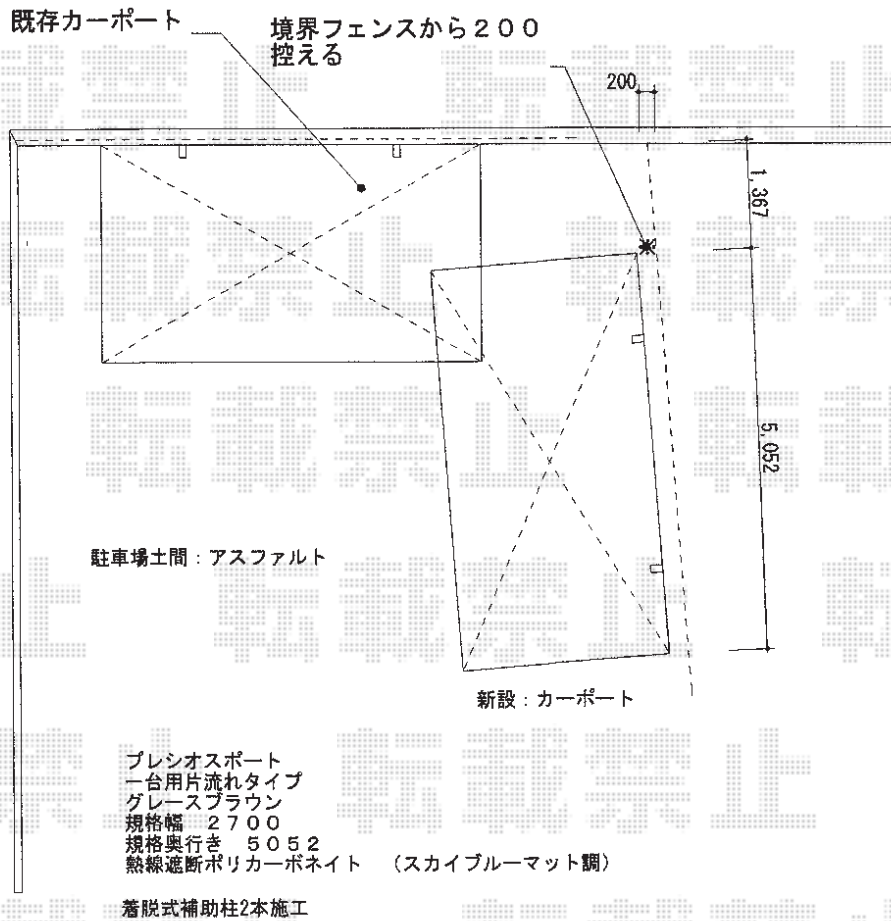 既存カーポート
境界フェンスから200
控える
200
1,367
5,052
駐車場土間：アスファルト
新設：カーポート
プレシオスポート
一台用片流れタイプ
グレースブラウン
規格幅　2700
規格奥行き　5052
熱線遮断ポリカーボネイト　（スカイブルーマット調）
着脱式補助柱2本施工
転載禁止